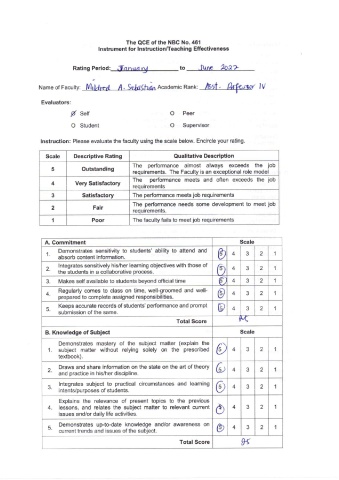 The QCE of the NBC No. 461
Instrument for Instruction/Teaching Effectiveness
Rating Period: January to June 2022
Name of Faculty: Mildred A. Sebastian Academic Rank: Asst. Professor IV
Evaluators:
Self Peer
Student Supervisor
Instruction: Please evaluate the faculty using the scale below. Encircle your rating.
Scale Descriptive Rating Qualitative Description
5 Outstanding The performance almost always exceeds the job requirements. The Faculty is an exceptional role model
4 Very Satisfactory The performance meets and often exceeds the job requirements
3 Satisfactory The performance meets job requirements
2 Fair The performance needs some development to meet job requirements.
1 Poor The faculty fails to meet job requirements
A. Commitment Scale
1. Demonstrates sensitivity to students' ability to attend and absorb content information. 5 4 3 2 1
2. Integrates sensitively his/her learning objectives with those of the students in a collaborative process. 5 4 3 2 1
3. Makes self available to students beyond official time 5 4 3 2 1
4. Regularly comes to class on time, well-groomed and well-prepared to complete assigned responsibilities. 5 4 3 2 1
5. Keeps accurate records of students' performance and prompt submission of the same. 5 4 3 2 1
Total Score
B. Knowledge of Subject Scale
1. Demonstrates mastery of the subject matter (explain the subject matter without relying solely on the prescribed textbook). 5 4 3 2 1
2. Draws and share information on the state on the art of theory and practice in his/her discipline. 5 4 3 2 1
3. Integrates subject to practical circumstances and learning intents/purposes of students. 5 4 3 2 1
4. Explains the relevance of present topics to the previous lessons, and relates the subject matter to relevant current issues and/or daily life activities. 5 4 3 2 1
5. Demonstrates up-to-date knowledge and/or awareness on current trends and issues of the subject. 5 4 3 2 1
Total Score 25